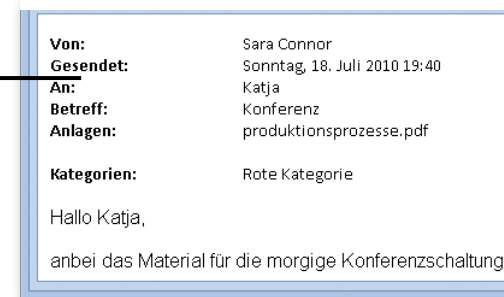 Von: Sara Connor
Gesendet: Sonntag, 18. Juli 2010 19:40
An: Katja
Betreff: Konferenz
Anlagen: produktionsprozesse.pdf
Kategorien: Rote Kategorie
Hallo Katja,
anbei das Material für die morgige Konferenzschaltung